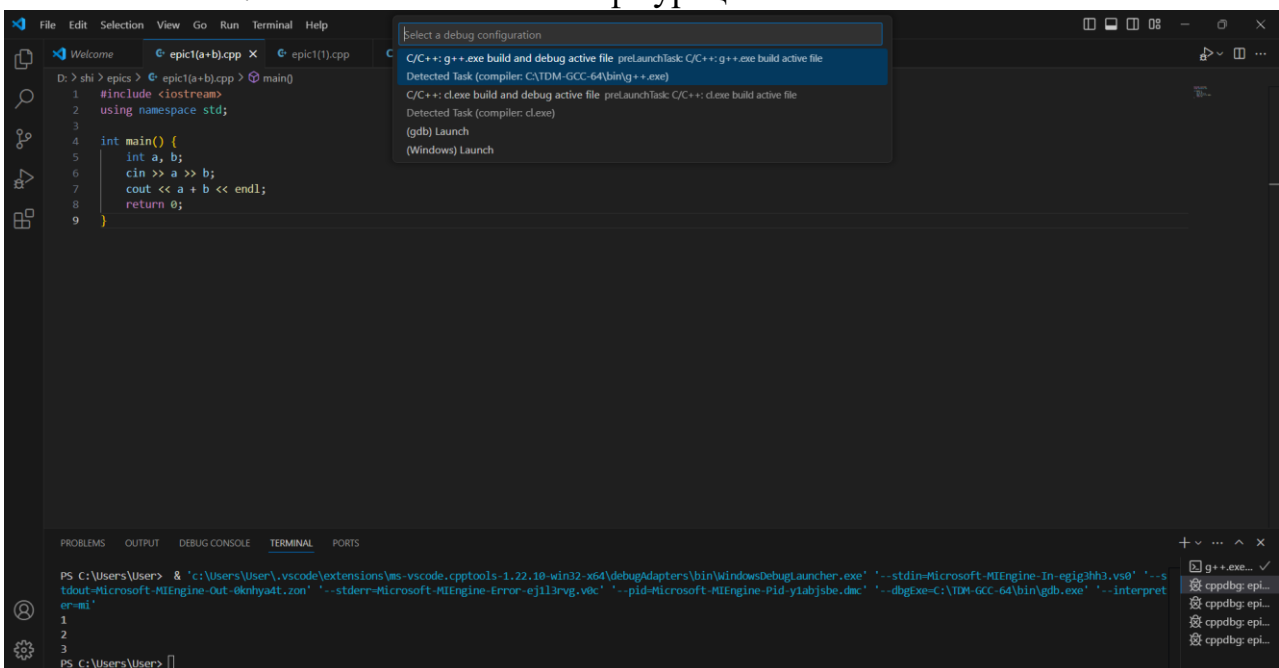 File Edit Selection View Go Run Terminal Help
Select a debug configuration
C/C++: g++.exe build and debug active file preLaunchTask: C/C++: g++.exe build active file
Detected Task (compiler: C:\TDM-GCC-64\bin\g++.exe)
C/C++: cl.exe build and debug active file preLaunchTask: C/C++: cl.exe build active file
Detected Task (compiler: cl.exe)
(gdb) Launch
(Windows) Launch
Welcome epic1(a+b).cpp epic1(1).cpp
D: > shi > epics > epic1(a+b).cpp > main()
1 #include <iostream>
2 using namespace std;
3
4 int main() {
5 int a, b;
6 cin >> a >> b;
7 cout << a + b << endl;
8 return 0;
9 }
PROBLEMS OUTPUT DEBUG CONSOLE TERMINAL PORTS
PS C:\Users\User> & 'c:\Users\User\.vscode\extensions\ms-vscode.cpptools-1.22.10-win32-x64\debugAdapters\bin\WindowsDebugLauncher.exe' '--stdin=Microsoft-MIEngine-In-egig3hh3.vs0' '--s
tdout=Microsoft-MIEngine-Out-0knhya4t.zon' '--stderr=Microsoft-MIEngine-Error-ej1l3rvg.v0c' '--pid=Microsoft-MIEngine-Pid-y1abjsbe.dmc' '--dbgExe=C:\TDM-GCC-64\bin\gdb.exe' '--interpret
er=mi'
1
2
3
PS C:\Users\User>
g++.exe...
cppdbg: epi...
cppdbg: epi...
cppdbg: epi...
cppdbg: epi...